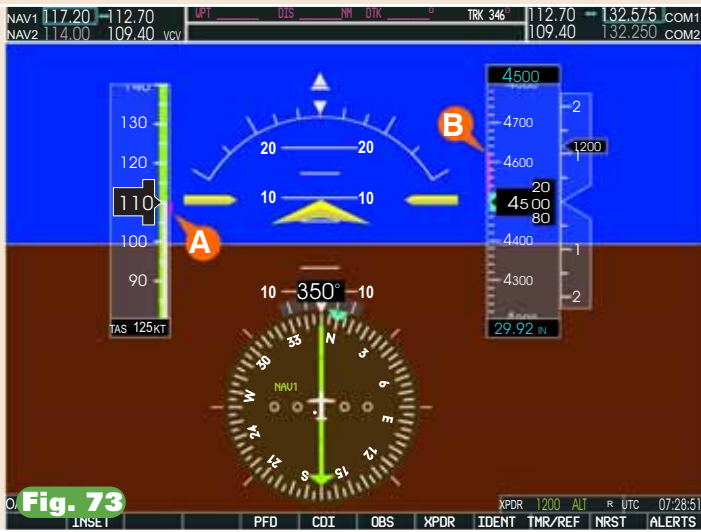 NAV1 117.20 ↔ 112.70
NAV2 114.00 109.40 VCV
WPT ______ DIS ______NM DTK ______° TRK 346°
112.70 ↔ 132.575 COM1
109.40 132.250 COM2
140
130
120
110
100
90
TAS 125KT
A
20 20
10 10
10 10
B
4500
4700
4600
4500
20
80
4400
4300
29.92 IN
2
1
1200
1
2
350°
N
3
6
E
12
15
S
21
24
W
30
33
NAV1
Fig. 73
XPDR 1200 ALT R UTC 07:28:51
INSET PFD CDI OBS XPDR IDENT TMR/REF NRST ALERTS